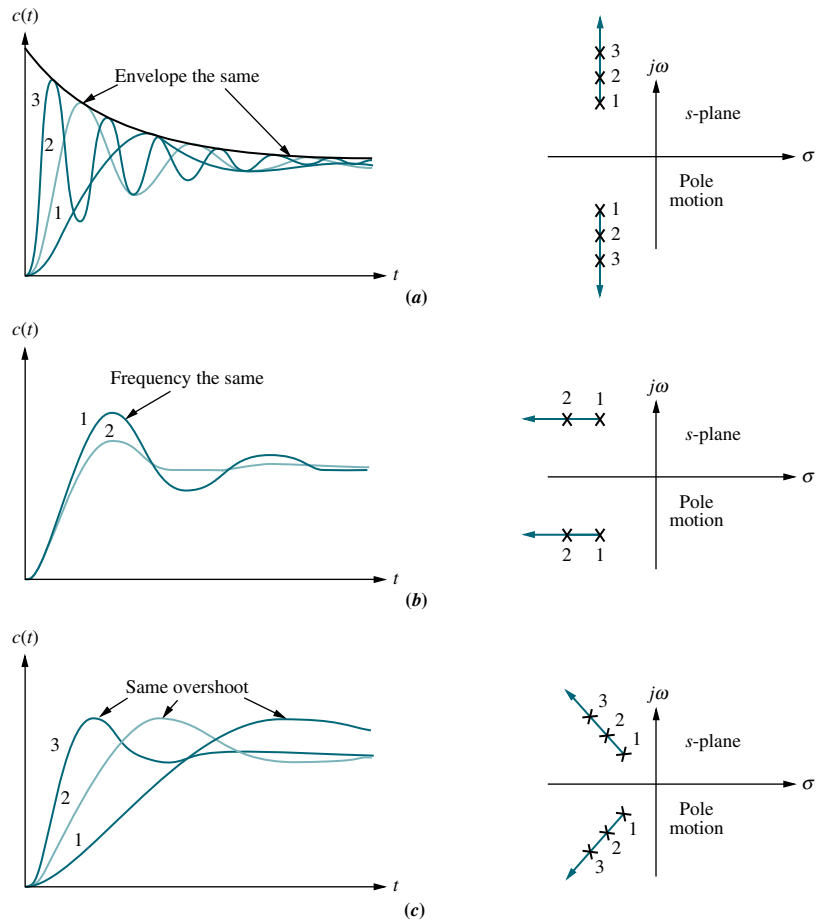 c(t)
Envelope the same
3
2
1
t
jω
3
2
1
s-plane
σ
Pole
motion
1
2
3
(a)
c(t)
Frequency the same
1
2
t
jω
2 1
s-plane
σ
Pole
motion
2 1
(b)
c(t)
Same overshoot
3
2
1
t
jω
3
2
1
s-plane
σ
Pole
motion
1
2
3
(c)